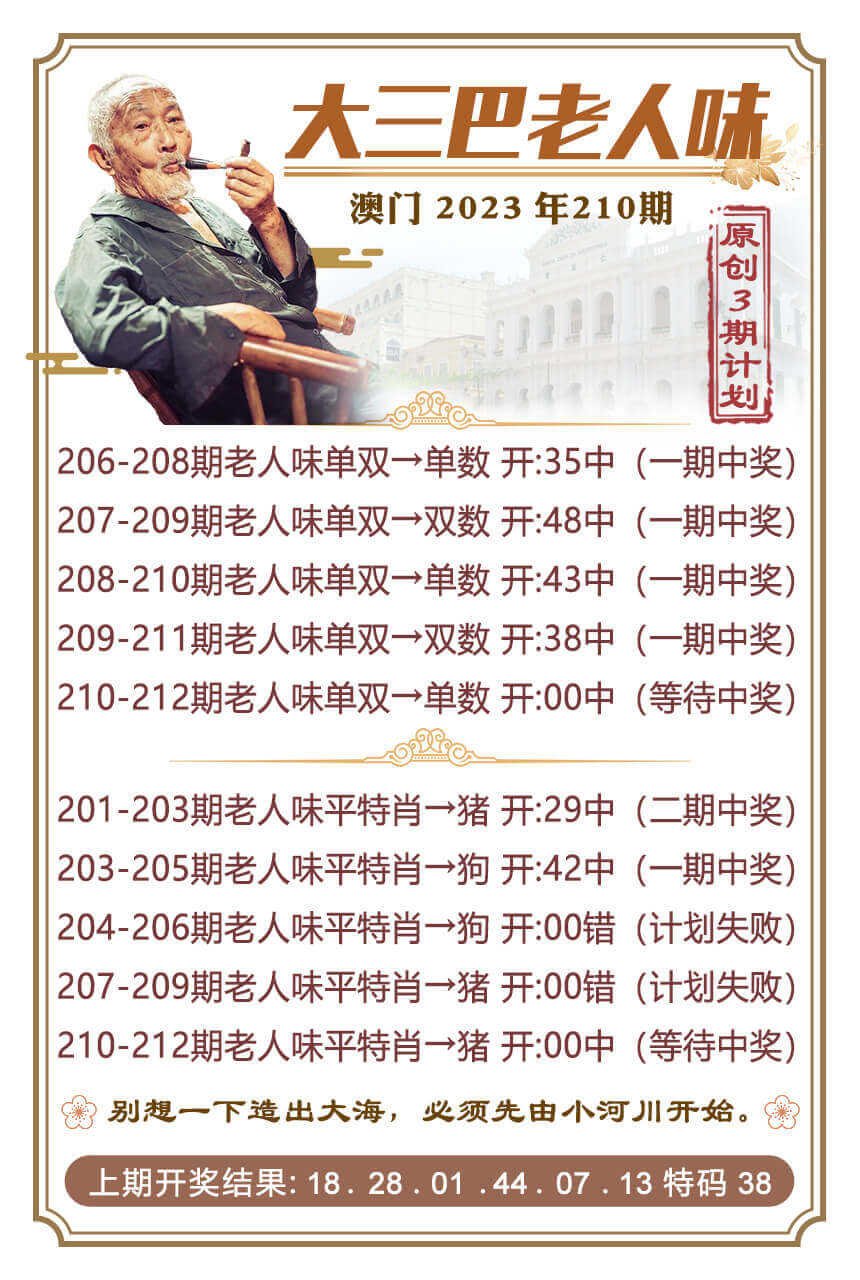 大三巴老人味
澳门 2023 年210期
原创3期计划
206-208期老人味单双→单数 开:35中（一期中奖）
207-209期老人味单双→双数 开:48中（一期中奖）
208-210期老人味单双→单数 开:43中（一期中奖）
209-211期老人味单双→双数 开:38中（一期中奖）
210-212期老人味单双→单数 开:00中（等待中奖）
201-203期老人味平特肖→猪 开:29中（二期中奖）
203-205期老人味平特肖→狗 开:42中（一期中奖）
204-206期老人味平特肖→狗 开:00错（计划失败）
207-209期老人味平特肖→猪 开:00错（计划失败）
210-212期老人味平特肖→猪 开:00中（等待中奖）
别想一下造出大海，必须先由小河川开始。
上期开奖结果: 18 . 28 . 01 .44 . 07 . 13 特码 38